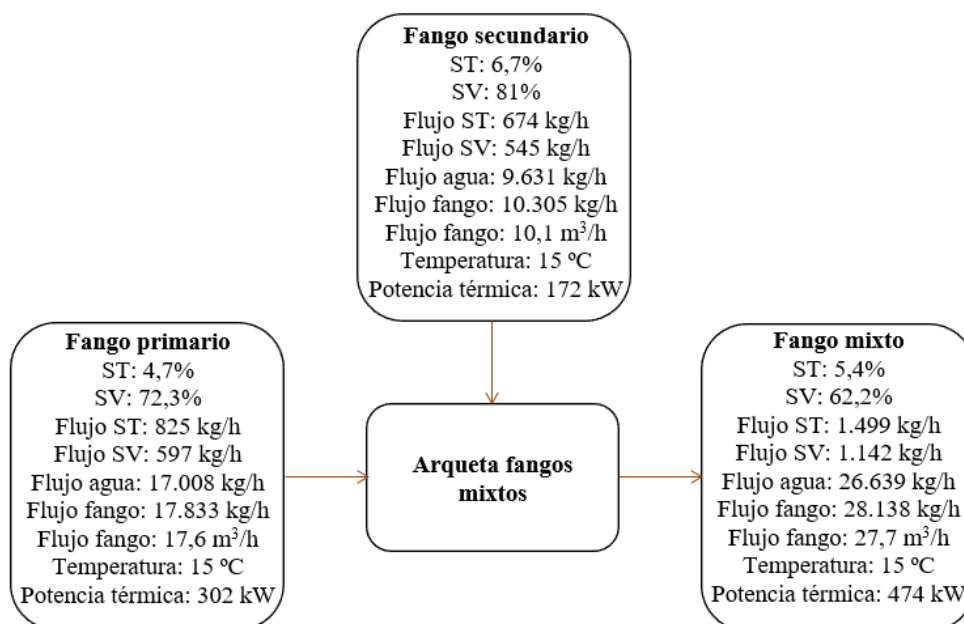 Fango secundario
ST: 6,7%
SV: 81%
Flujo ST: 674 kg/h
Flujo SV: 545 kg/h
Flujo agua: 9.631 kg/h
Flujo fango: 10.305 kg/h
Flujo fango: 10,1 m³/h
Temperatura: 15 ºC
Potencia térmica: 172 kW
Fango primario
ST: 4,7%
SV: 72,3%
Flujo ST: 825 kg/h
Flujo SV: 597 kg/h
Flujo agua: 17.008 kg/h
Flujo fango: 17.833 kg/h
Flujo fango: 17,6 m³/h
Temperatura: 15 ºC
Potencia térmica: 302 kW
Arqueta fangos
mixtos
Fango mixto
ST: 5,4%
SV: 62,2%
Flujo ST: 1.499 kg/h
Flujo SV: 1.142 kg/h
Flujo agua: 26.639 kg/h
Flujo fango: 28.138 kg/h
Flujo fango: 27,7 m³/h
Temperatura: 15 ºC
Potencia térmica: 474 kW